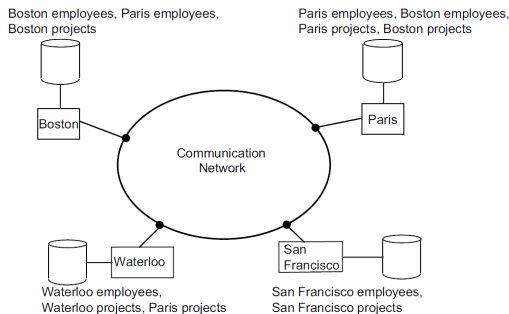 Boston employees, Paris employees,
Boston projects
Paris employees, Boston employees,
Paris projects, Boston projects
Boston
Paris
Communication
Network
Waterloo
San
Francisco
Waterloo employees,
Waterloo projects, Paris projects
San Francisco employees,
San Francisco projects